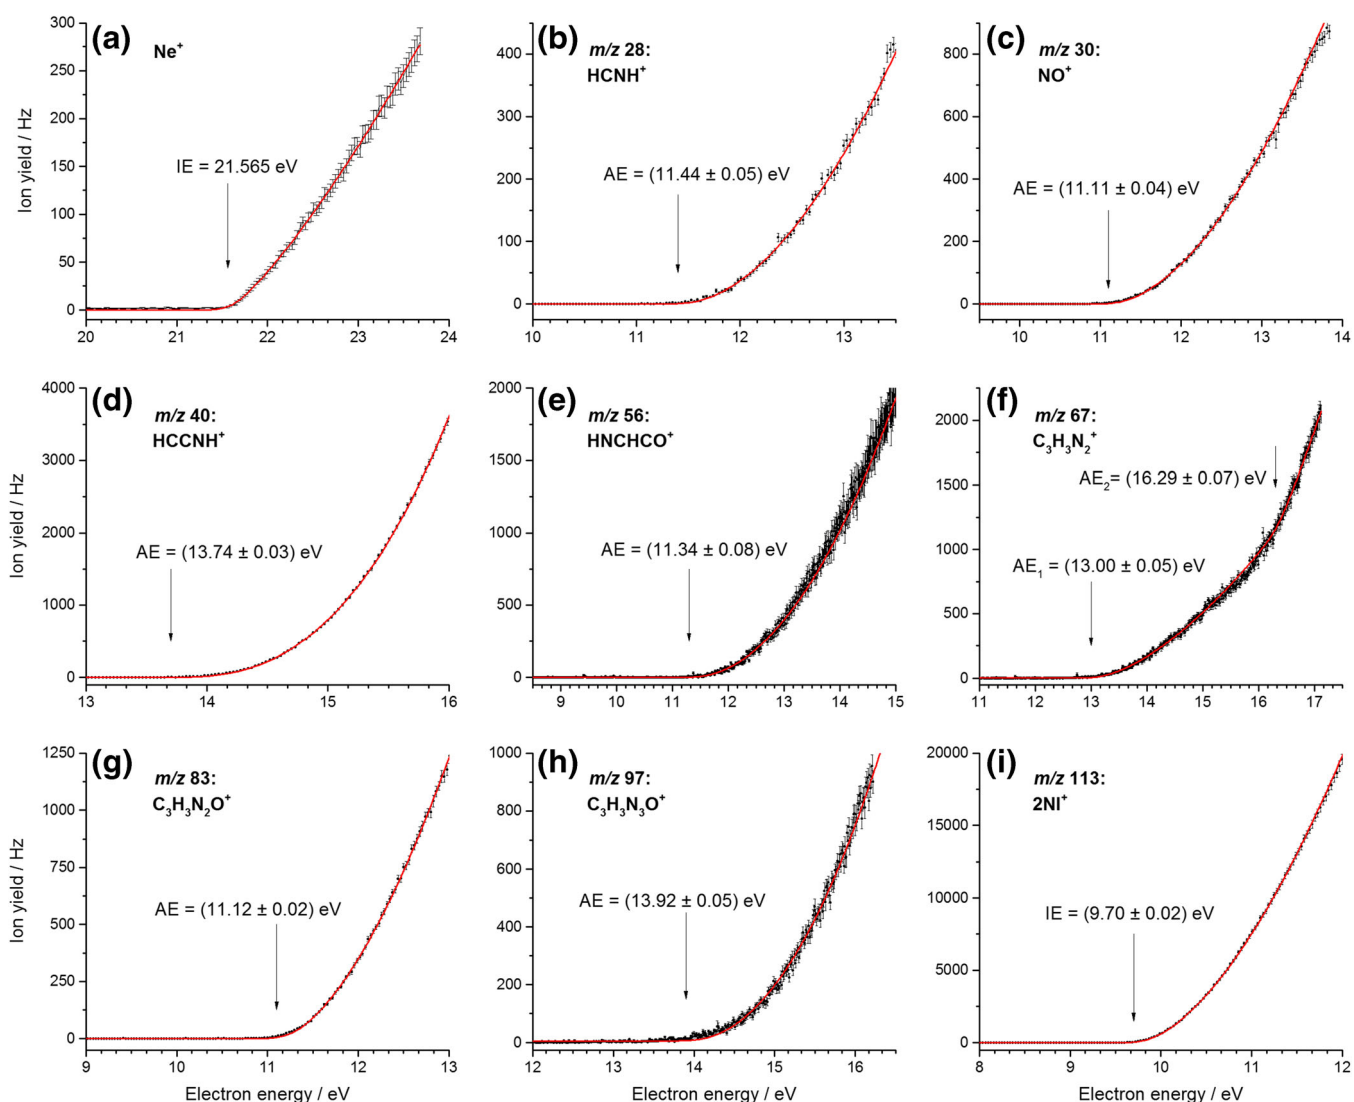 (a)
Ne⁺
IE = 21.565 eV
Ion yield / Hz
300
250
200
150
100
50
0
20 21 22 23 24
(b)
m/z 28:
HCNH⁺
AE = (11.44 ± 0.05) eV
400
300
200
100
0
10 11 12 13
(c)
m/z 30:
NO⁺
AE = (11.11 ± 0.04) eV
800
600
400
200
0
10 11 12 13 14
(d)
m/z 40:
HCCNH⁺
AE = (13.74 ± 0.03) eV
Ion yield / Hz
4000
3000
2000
1000
0
13 14 15 16
(e)
m/z 56:
HNCHCO⁺
AE = (11.34 ± 0.08) eV
2000
1500
1000
500
0
9 10 11 12 13 14 15
(f)
m/z 67:
C₃H₃N₂⁺
AE₂= (16.29 ± 0.07) eV
AE₁ = (13.00 ± 0.05) eV
2000
1500
1000
500
0
11 12 13 14 15 16 17
(g)
m/z 83:
C₃H₃N₂O⁺
AE = (11.12 ± 0.02) eV
Ion yield / Hz
1250
1000
750
500
250
0
9 10 11 12 13
Electron energy / eV
(h)
m/z 97:
C₃H₃N₃O⁺
AE = (13.92 ± 0.05) eV
1000
800
600
400
200
0
12 13 14 15 16
Electron energy / eV
(i)
m/z 113:
2NI⁺
IE = (9.70 ± 0.02) eV
20000
15000
10000
5000
0
8 9 10 11 12
Electron energy / eV